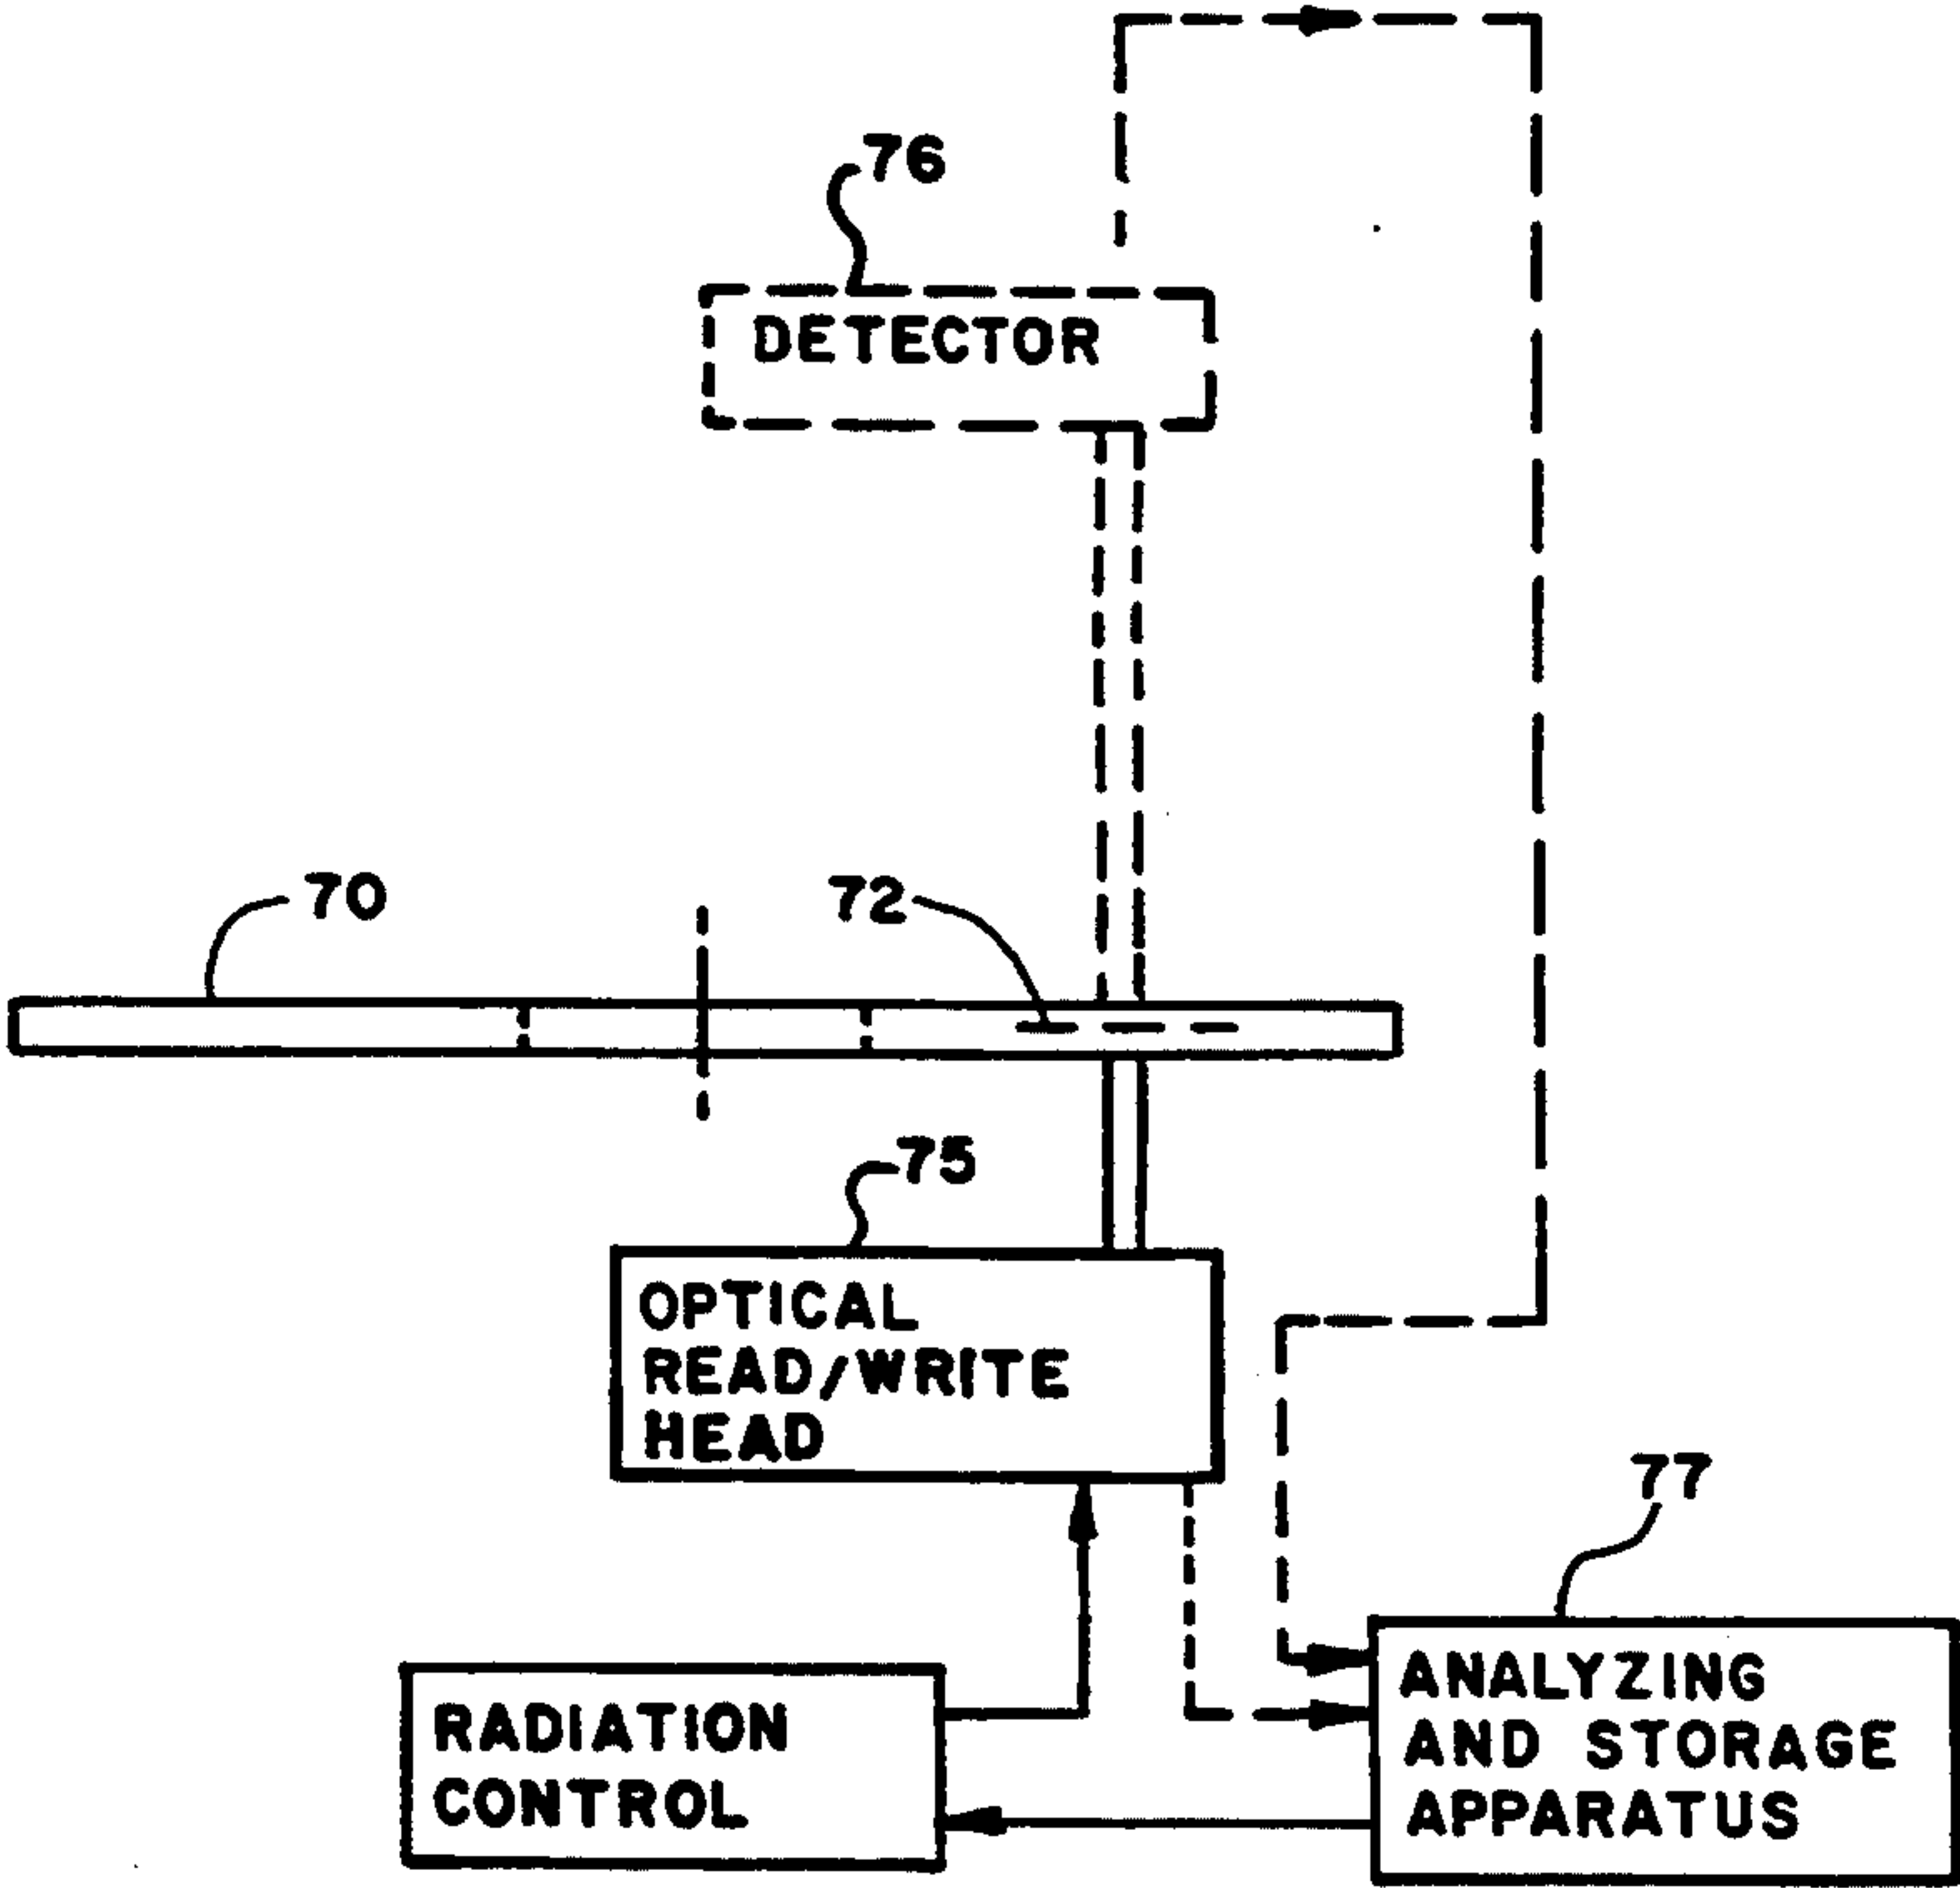 76
DETECTOR
70
72
75
OPTICAL
READ/WRITE
HEAD
77
RADIATION
CONTROL
ANALYZING
AND STORAGE
APPARATUS